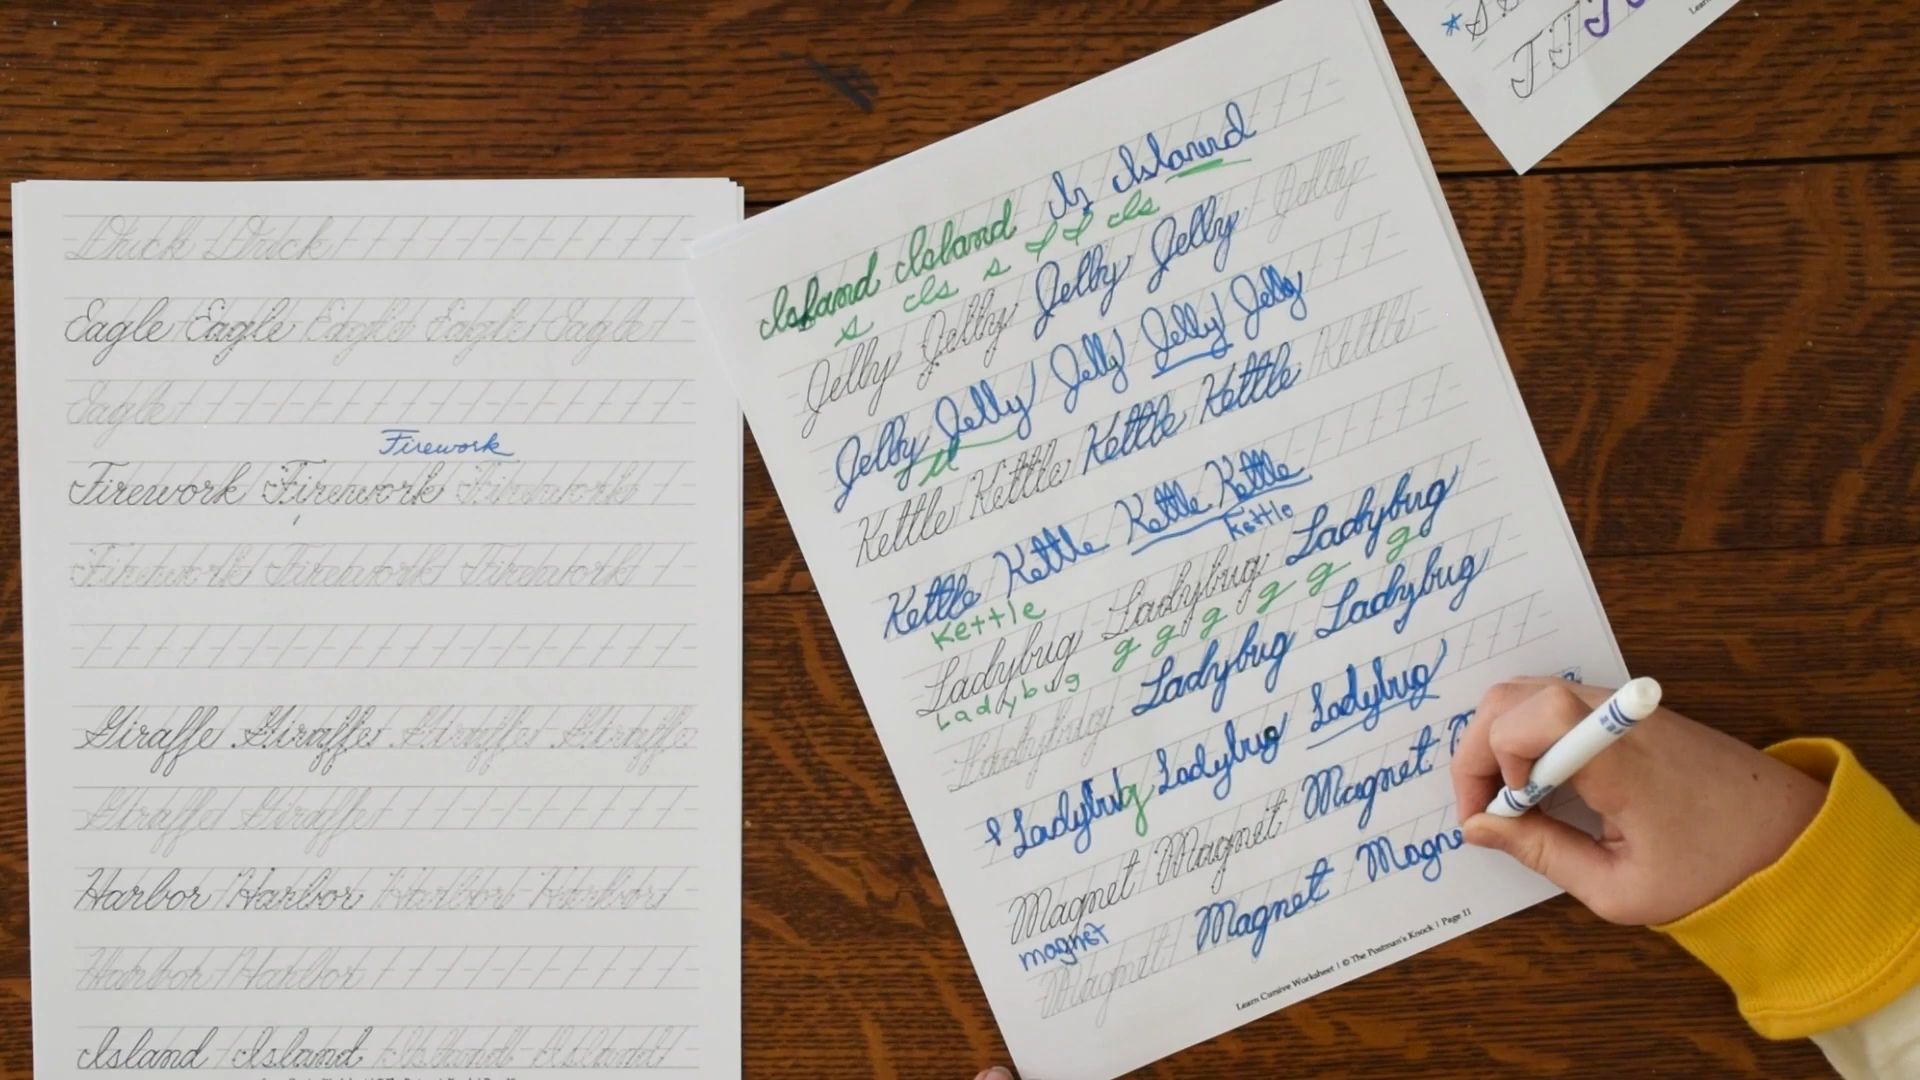 Duck Duck
Eagle Eagle Eagle Eagle Eagle
Eagle
Firework
Firework Firework Firework
Firework Firework Firework
Giraffe Giraffe Giraffe Giraffe
Giraffe Giraffe
Harbor Harbor Harbor Harbor
Harbor Harbor
Island Island Island Island
Island Island Is Island
s Is s I I Is
Jelly Jelly Jelly Jelly Jelly
Jelly Jelly Jelly Jelly Jelly
Kettle Kettle Kettle Kettle Kettle
Kettle Kettle Kettle Kettle
Kettle Kettle
Ladybug Ladybug Ladybug
Ladybug g g g g g g
Ladybug Ladybug Ladybug
Ladybug Ladybug Ladybug
Magnet Magnet Magnet M
magnet
Magnet Magnet Magne
Learn Cursive Worksheet | © The Postman's Knock | Page 11
T T T